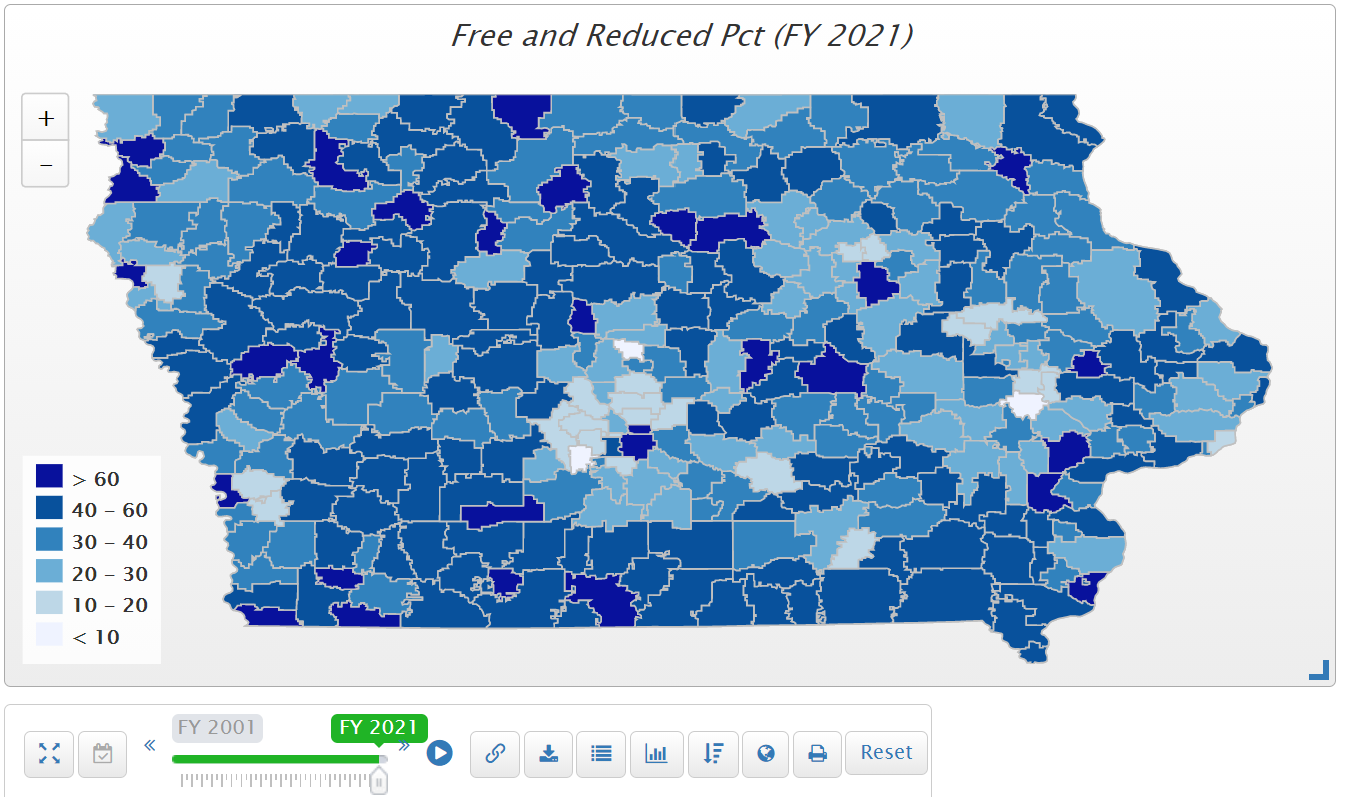 Free and Reduced Pct (FY 2021)
+
−
> 60
40 – 60
30 – 40
20 – 30
10 – 20
< 10
FY 2001
FY 2021
«
»
Reset